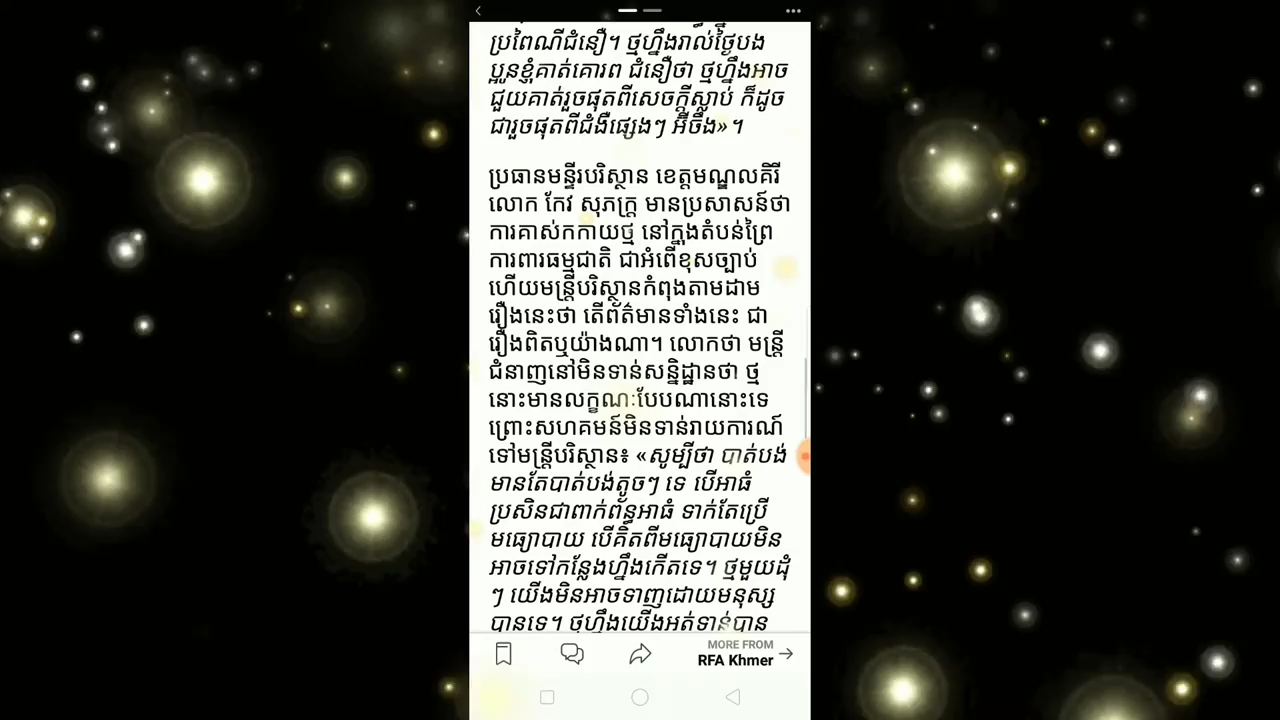 ប្រពៃណីជំនឿ។ ថ្មហ្នឹងរាល់ថ្ងៃបង
ប្អូនខ្ញុំគាត់គោរព ជំនឿថា ថ្មហ្នឹងអាច
ជួយគាត់រួចផុតពីសេចក្ដីស្លាប់ ក៏ដូច
ជារួចផុតពីជំងឺផ្សេងៗ អីចឹង»។
ប្រធានមន្ទីរបរិស្ថាន ខេត្តមណ្ឌលគិរី
លោក កែវ សុភក្រ្ត មានប្រសាសន៍ថា
ការគាស់កកាយថ្ម នៅក្នុងតំបន់ព្រៃ
ការពារធម្មជាតិ ជាអំពើខុសច្បាប់
ហើយមន្ត្រីបរិស្ថានកំពុងតាមដាម
រឿងនេះថា តើព័ត៌មានទាំងនេះ ជា
រឿងពិតឬយ៉ាងណា។ លោកថា មន្ត្រី
ជំនាញនៅមិនទាន់សន្និដ្ឋានថា ថ្ម
នោះមានលក្ខណៈបែបណានោះទេ
ព្រោះសហគមន៍មិនទាន់រាយការណ៍
ទៅមន្ត្រីបរិស្ថាន៖ «សូម្បីថា បាត់បង់
មានតែបាត់បង់តូចៗ ទេ បើអាធំ
ប្រសិនជាពាក់ព័ន្ធអាធំ ទាក់តែប្រើ
មធ្យោបាយ បើគិតពីមធ្យោបាយមិន
អាចទៅកន្លែងហ្នឹងកើតទេ។ ថ្មមួយដុំ
ៗ យើងមិនអាចទាញដោយមនុស្ស
បានទេ។ ថ្មហ្នឹងយើងអត់ទាន់បាន
MORE FROM
RFA Khmer